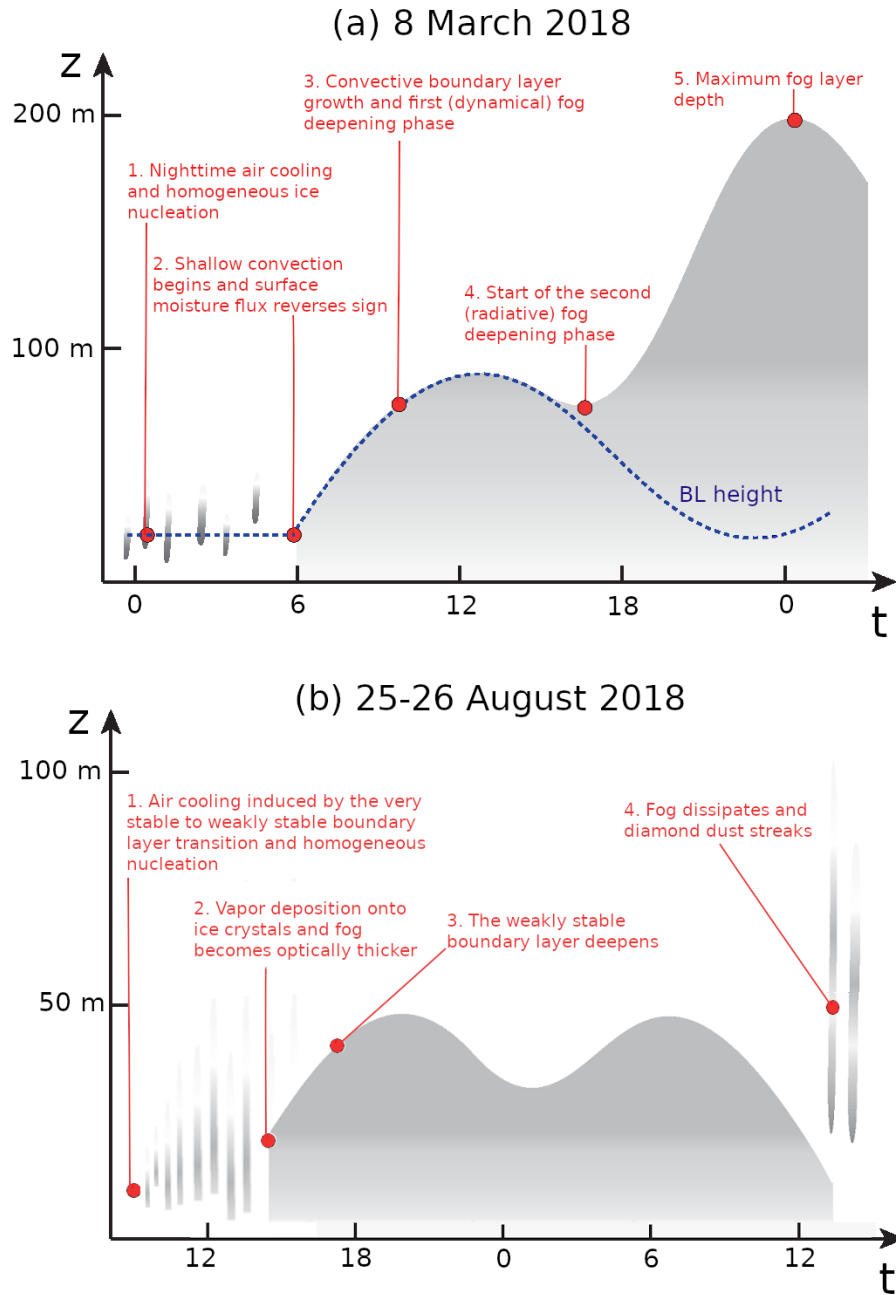 (a) 8 March 2018
z
200 m
100 m
1. Nighttime air cooling
and homogeneous ice
nucleation
2. Shallow convection
begins and surface
moisture flux reverses sign
3. Convective boundary layer
growth and first (dynamical) fog
deepening phase
4. Start of the second
(radiative) fog
deepening phase
5. Maximum fog layer
depth
BL height
0 6 12 18 0
t
(b) 25-26 August 2018
z
100 m
50 m
1. Air cooling induced by the very
stable to weakly stable boundary
layer transition and homogeneous
nucleation
2. Vapor deposition onto
ice crystals and fog
becomes optically thicker
3. The weakly stable
boundary layer deepens
4. Fog dissipates and
diamond dust streaks
12 18 0 6 12
t